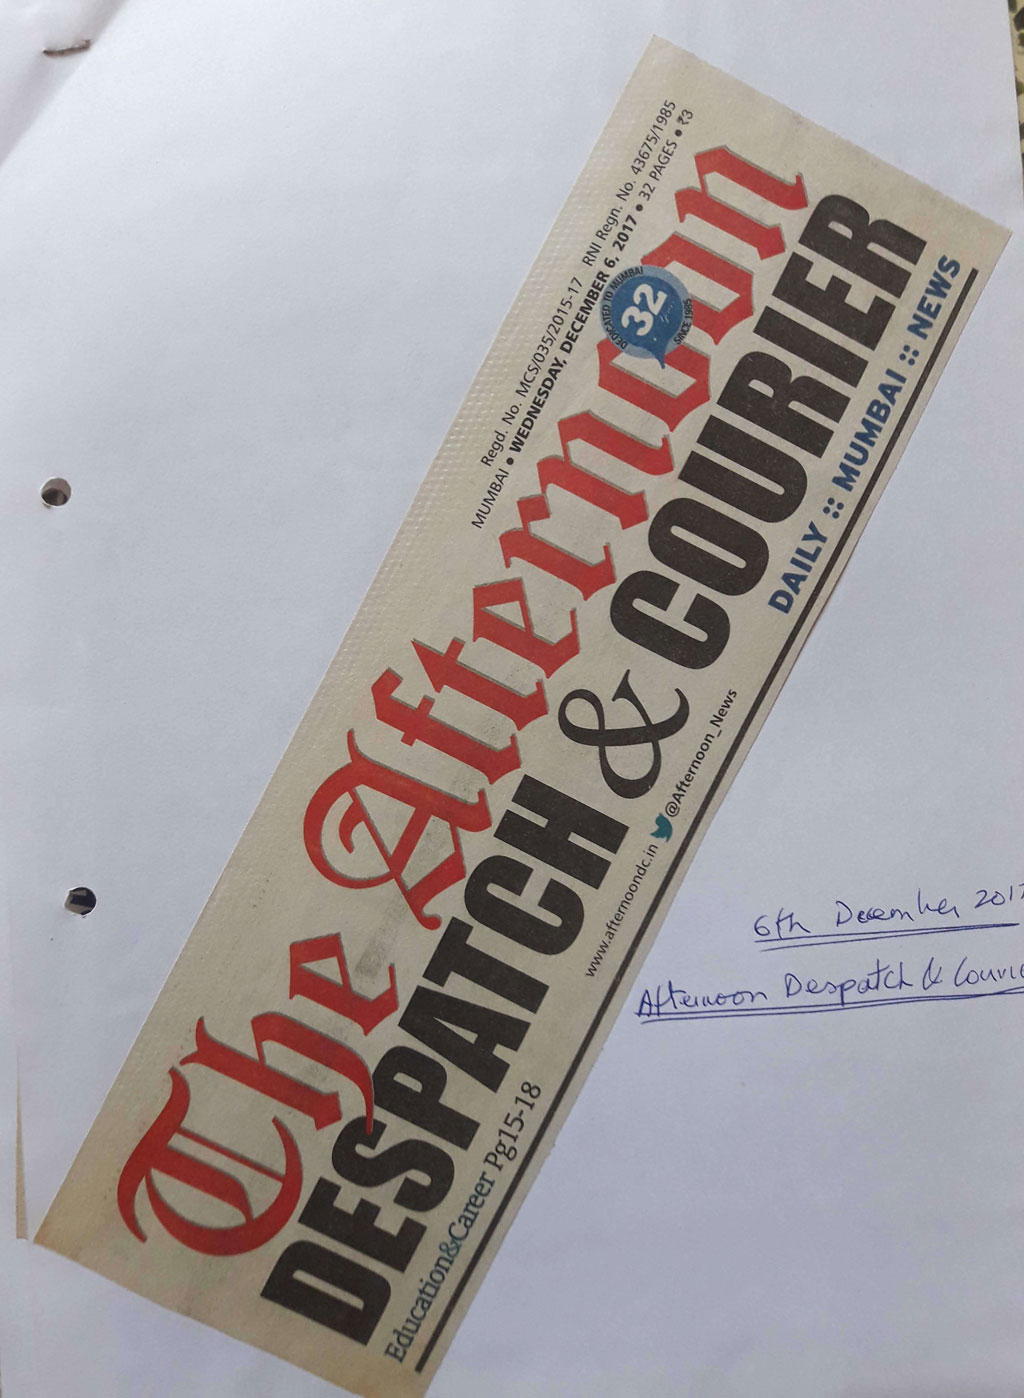 Regd. No. MCS/035/2015-17 RNI Regn. No. 43675/1985
MUMBAI • WEDNESDAY, DECEMBER 6, 2017 • 32 PAGES • ₹3
The Afternoon
DEDICATED TO MUMBAI
32
Years
SINCE 1985
DESPATCH & COURIER
Education&Career Pg15-18
www.afternoondc.in @Afternoon_News
DAILY :: MUMBAI :: NEWS
6th December 2017
Afternoon Despatch & Courie